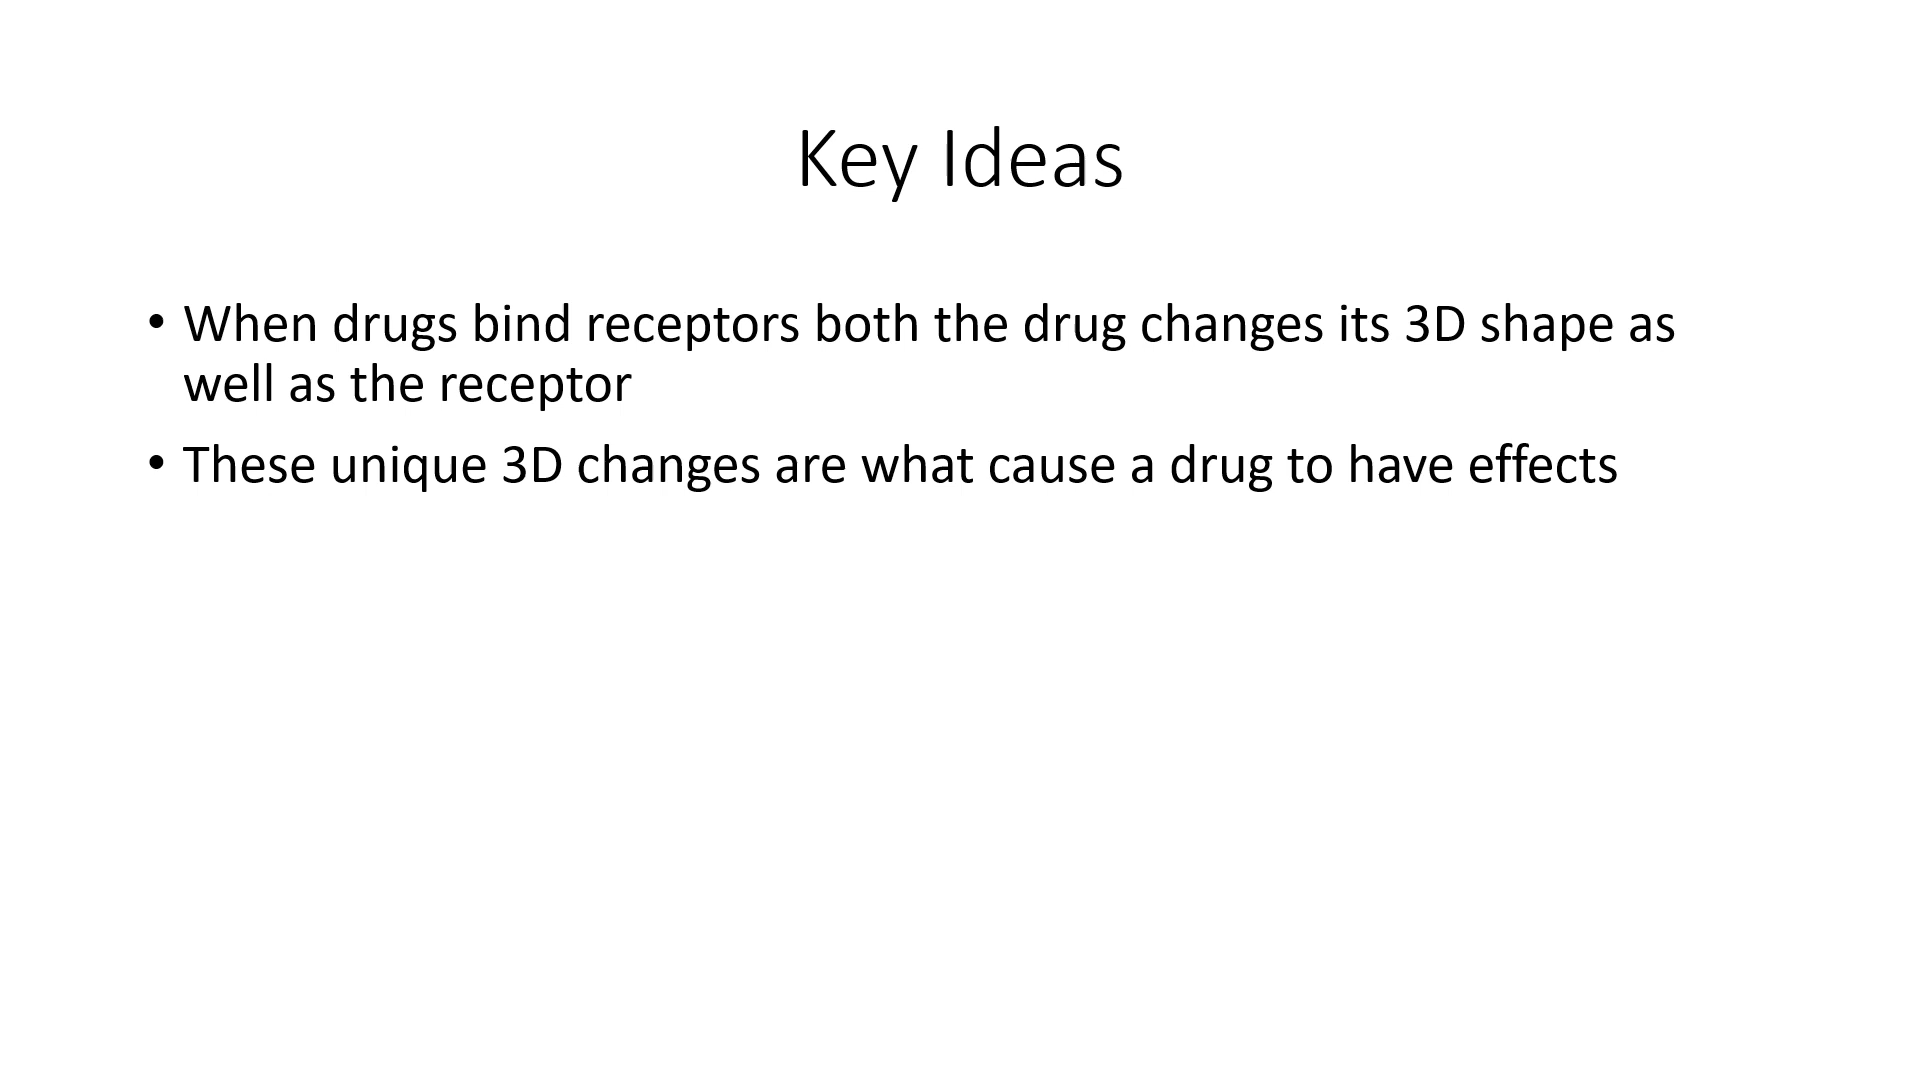 Key Ideas
• When drugs bind receptors both the drug changes its 3D shape as
well as the receptor
• These unique 3D changes are what cause a drug to have effects